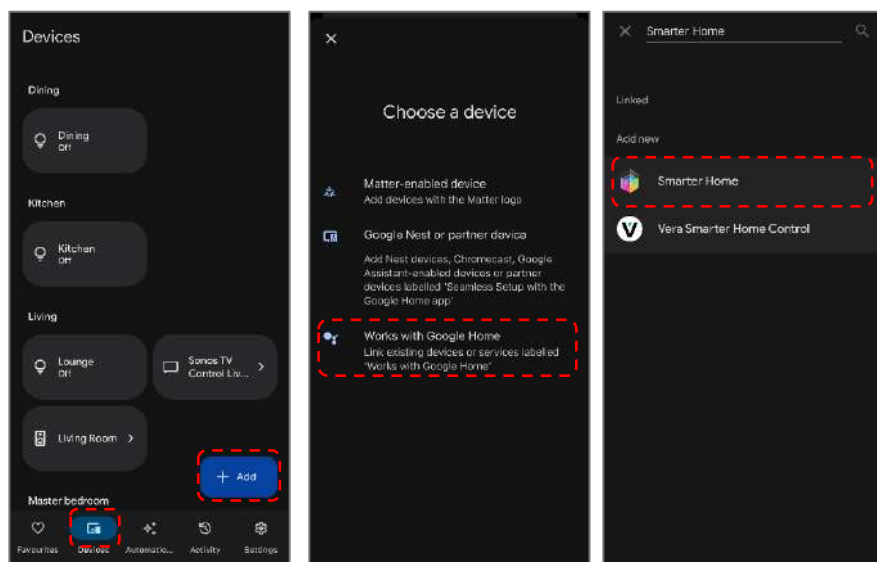 Devices
Dining
Dining
Off
Kitchen
Kitchen
Off
Living
Lounge
Off
Sonos TV
Control Liv...
Living Room
Master bedroom
+ Add
Favourites
Devices
Automatio...
Activity
Settings
Choose a device
Matter-enabled device
Add devices with the Matter logo
Google Nest or partner device
Add Nest devices, Chromecast, Google
Assistant-enabled devices or partner
devices labelled 'Seamless Setup with the
Google Home app'
Works with Google Home
Link existing devices or services labelled
'Works with Google Home'
Smarter Home
Linked
Add new
Smarter Home
Vera Smarter Home Control